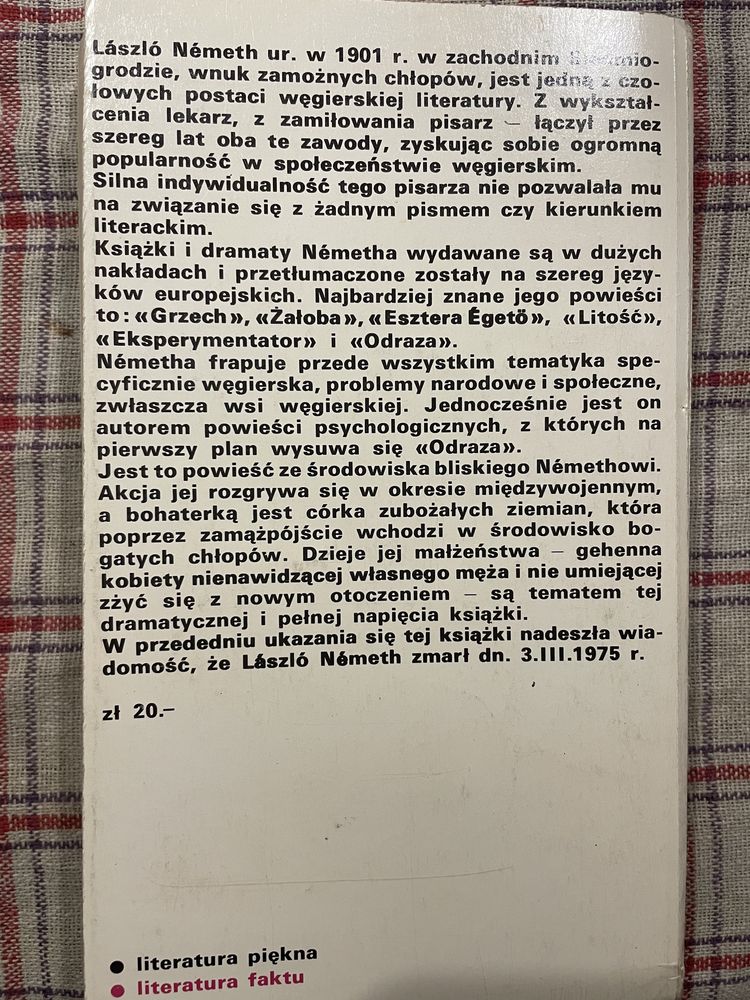 László Németh ur. w 1901 r. w zachodnim Siedmio-
grodzie, wnuk zamożnych chłopów, jest jedną z czo-
łowych postaci węgierskiej literatury. Z wykształ-
cenia lekarz, z zamiłowania pisarz – łączył przez
szereg lat oba te zawody, zyskując sobie ogromną
popularność w społeczeństwie węgierskim.
Silna indywidualność tego pisarza nie pozwalała mu
na związanie się z żadnym pismem czy kierunkiem
literackim.
Książki i dramaty Németha wydawane są w dużych
nakładach i przetłumaczone zostały na szereg języ-
ków europejskich. Najbardziej znane jego powieści
to: «Grzech», «Żałoba», «Esztera Égetö», «Litość»,
«Eksperymentator» i «Odraza».
Németha frapuje przede wszystkim tematyka spe-
cyficznie węgierska, problemy narodowe i społeczne,
zwłaszcza wsi węgierskiej. Jednocześnie jest on
autorem powieści psychologicznych, z których na
pierwszy plan wysuwa się «Odraza».
Jest to powieść ze środowiska bliskiego Némethowi.
Akcja jej rozgrywa się w okresie międzywojennym,
a bohaterką jest córka zubożałych ziemian, która
poprzez zamążpójście wchodzi w środowisko bo-
gatych chłopów. Dzieje jej małżeństwa – gehenna
kobiety nienawidzącej własnego męża i nie umiejącej
zżyć się z nowym otoczeniem – są tematem tej
dramatycznej i pełnej napięcia książki.
W przededniu ukazania się tej książki nadeszła wia-
domość, że László Németh zmarł dn. 3.III.1975 r.
zł 20.–
● literatura piękna
● literatura faktu